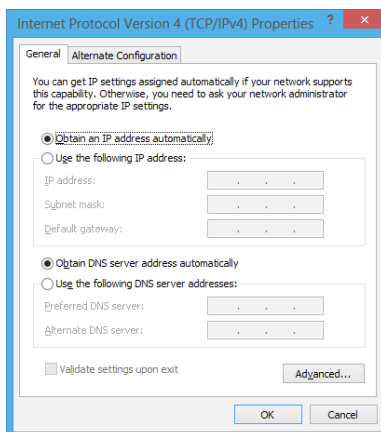 Internet Protocol Version 4 (TCP/IPv4) Properties ? ×
General Alternate Configuration
You can get IP settings assigned automatically if your network supports
this capability. Otherwise, you need to ask your network administrator
for the appropriate IP settings.
Obtain an IP address automatically
Use the following IP address:
IP address: . . .
Subnet mask: . . .
Default gateway: . . .
Obtain DNS server address automatically
Use the following DNS server addresses:
Preferred DNS server: . . .
Alternate DNS server: . . .
Validate settings upon exit
Advanced...
OK Cancel